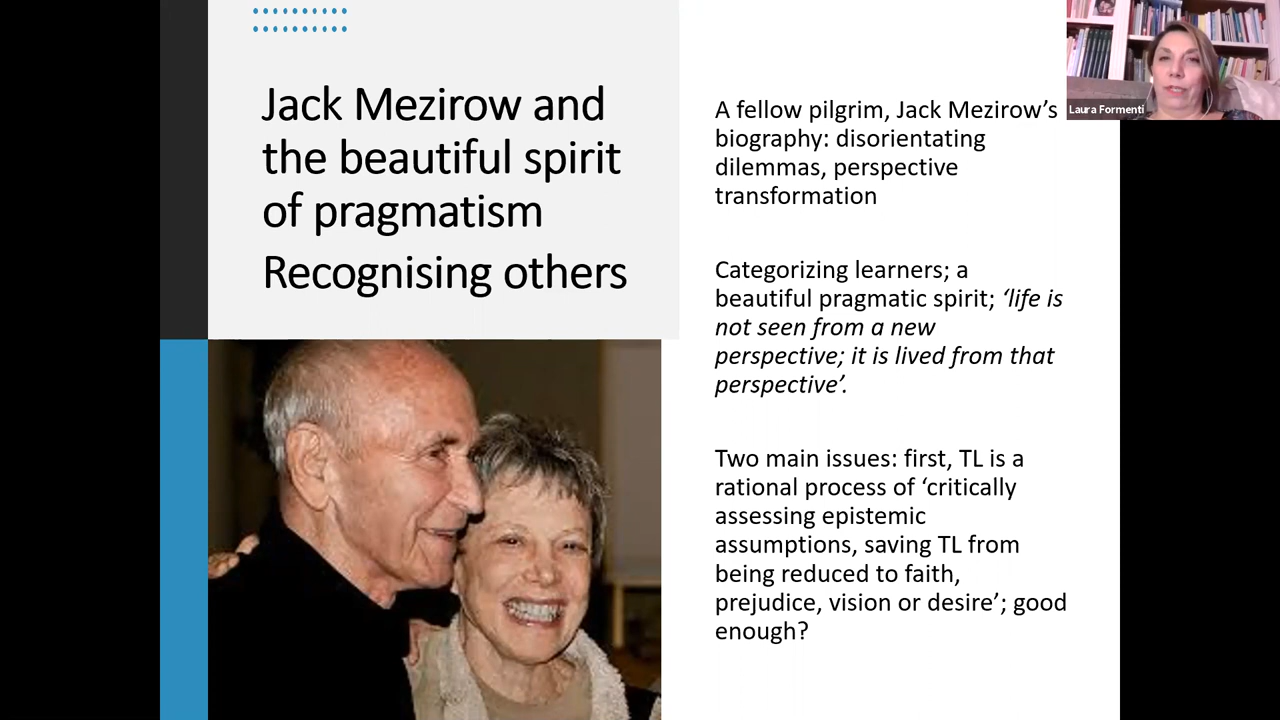 Jack Mezirow and
the beautiful spirit
of pragmatism
Recognising others
A fellow pilgrim, Jack Mezirow’s
biography: disorientating
dilemmas, perspective
transformation
Categorizing learners; a
beautiful pragmatic spirit; ‘life is
not seen from a new
perspective; it is lived from that
perspective’.
Two main issues: first, TL is a
rational process of ‘critically
assessing epistemic
assumptions, saving TL from
being reduced to faith,
prejudice, vision or desire’; good
enough?
Laura Formenti